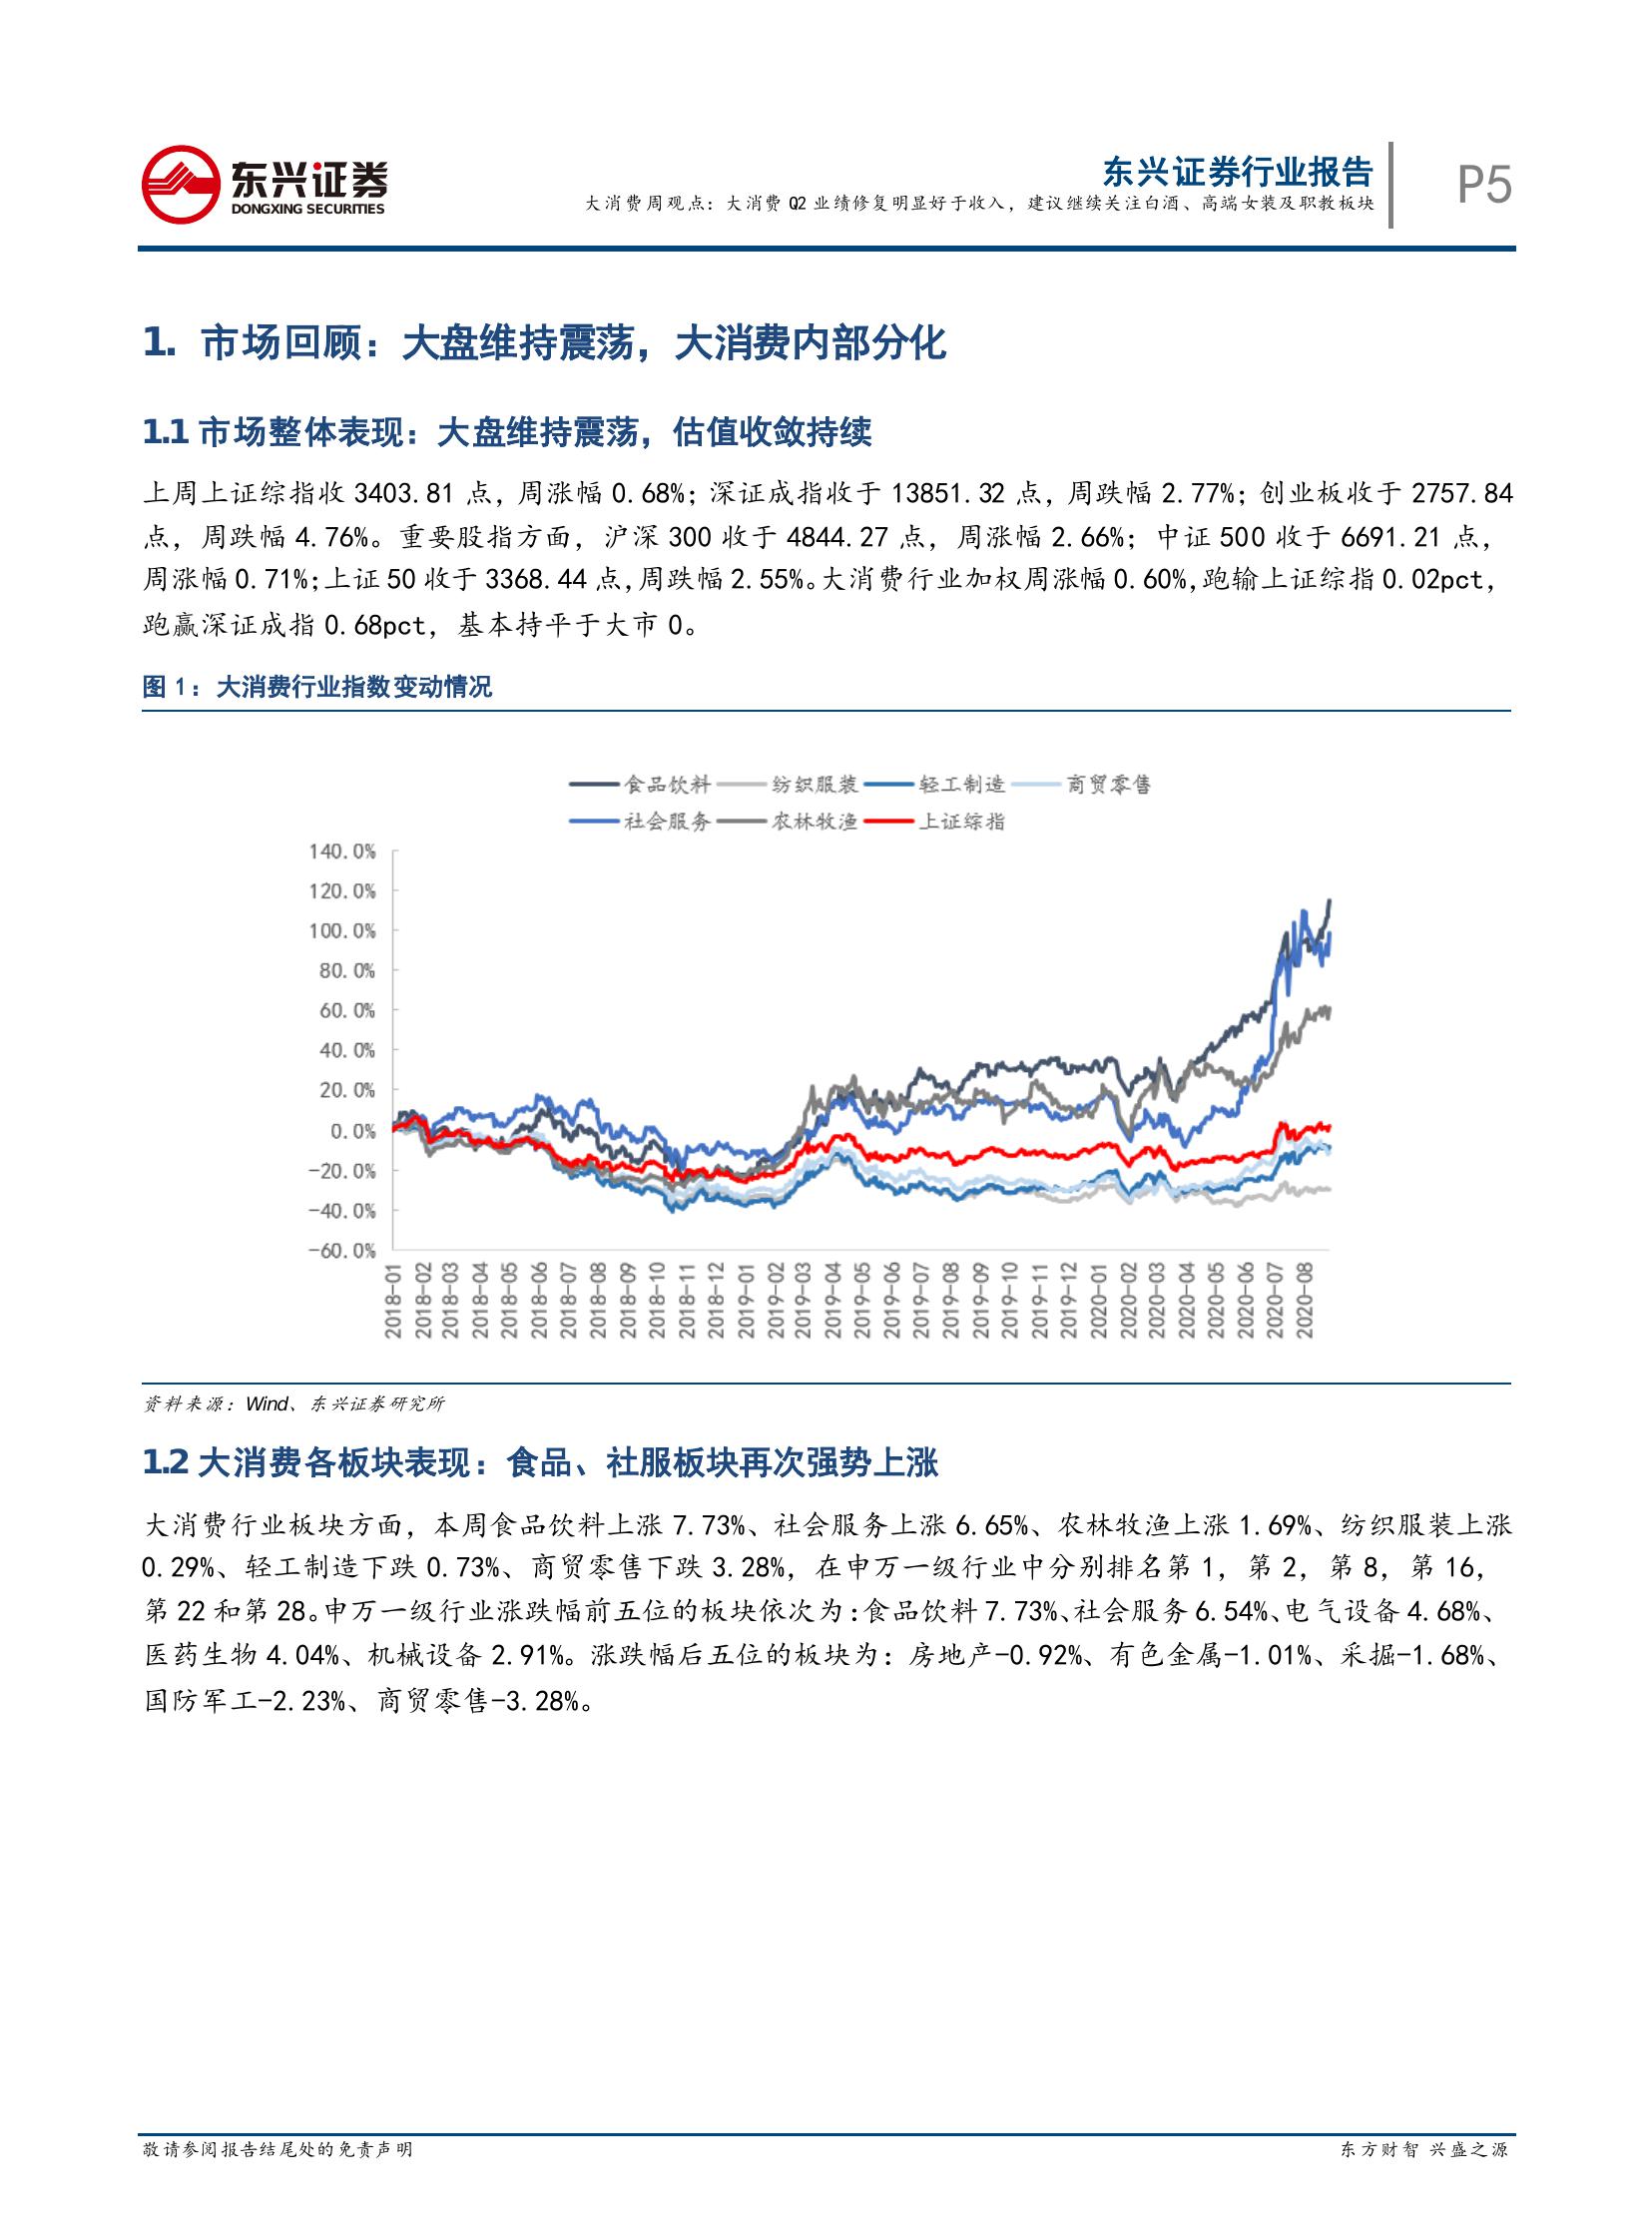 东兴证券
DONGXING SECURITIES
东兴证券行业报告
大消费周观点：大消费 Q2 业绩修复明显好于收入，建议继续关注白酒、高端女装及职教板块
P5
1. 市场回顾：大盘维持震荡，大消费内部分化
1.1 市场整体表现：大盘维持震荡，估值收敛持续
上周上证综指收 3403.81 点，周涨幅 0.68%；深证成指收于 13851.32 点，周跌幅 2.77%；创业板收于 2757.84
点，周跌幅 4.76%。重要股指方面，沪深 300 收于 4844.27 点，周涨幅 2.66%；中证 500 收于 6691.21 点，
周涨幅 0.71%；上证 50 收于 3368.44 点，周跌幅 2.55%。大消费行业加权周涨幅 0.60%，跑输上证综指 0.02pct，
跑赢深证成指 0.68pct，基本持平于大市 0。
图 1：大消费行业指数变动情况
食品饮料 纺织服装 轻工制造 商贸零售
社会服务 农林牧渔 上证综指
140.0%
120.0%
100.0%
80.0%
60.0%
40.0%
20.0%
0.0%
-20.0%
-40.0%
-60.0%
2018-01 2018-02 2018-03 2018-04 2018-05 2018-06 2018-07 2018-08 2018-09 2018-10 2018-11 2018-12 2019-01 2019-02 2019-03 2019-04 2019-05 2019-06 2019-07 2019-08 2019-09 2019-10 2019-11 2019-12 2020-01 2020-02 2020-03 2020-04 2020-05 2020-06 2020-07 2020-08
资料来源：Wind、东兴证券研究所
1.2 大消费各板块表现：食品、社服板块再次强势上涨
大消费行业板块方面，本周食品饮料上涨 7.73%、社会服务上涨 6.65%、农林牧渔上涨 1.69%、纺织服装上涨
0.29%、轻工制造下跌 0.73%、商贸零售下跌 3.28%，在申万一级行业中分别排名第 1，第 2，第 8，第 16，
第 22 和第 28。申万一级行业涨跌幅前五位的板块依次为：食品饮料 7.73%、社会服务 6.54%、电气设备 4.68%、
医药生物 4.04%、机械设备 2.91%。涨跌幅后五位的板块为：房地产-0.92%、有色金属-1.01%、采掘-1.68%、
国防军工-2.23%、商贸零售-3.28%。
敬请参阅报告结尾处的免责声明
东方财智 兴盛之源